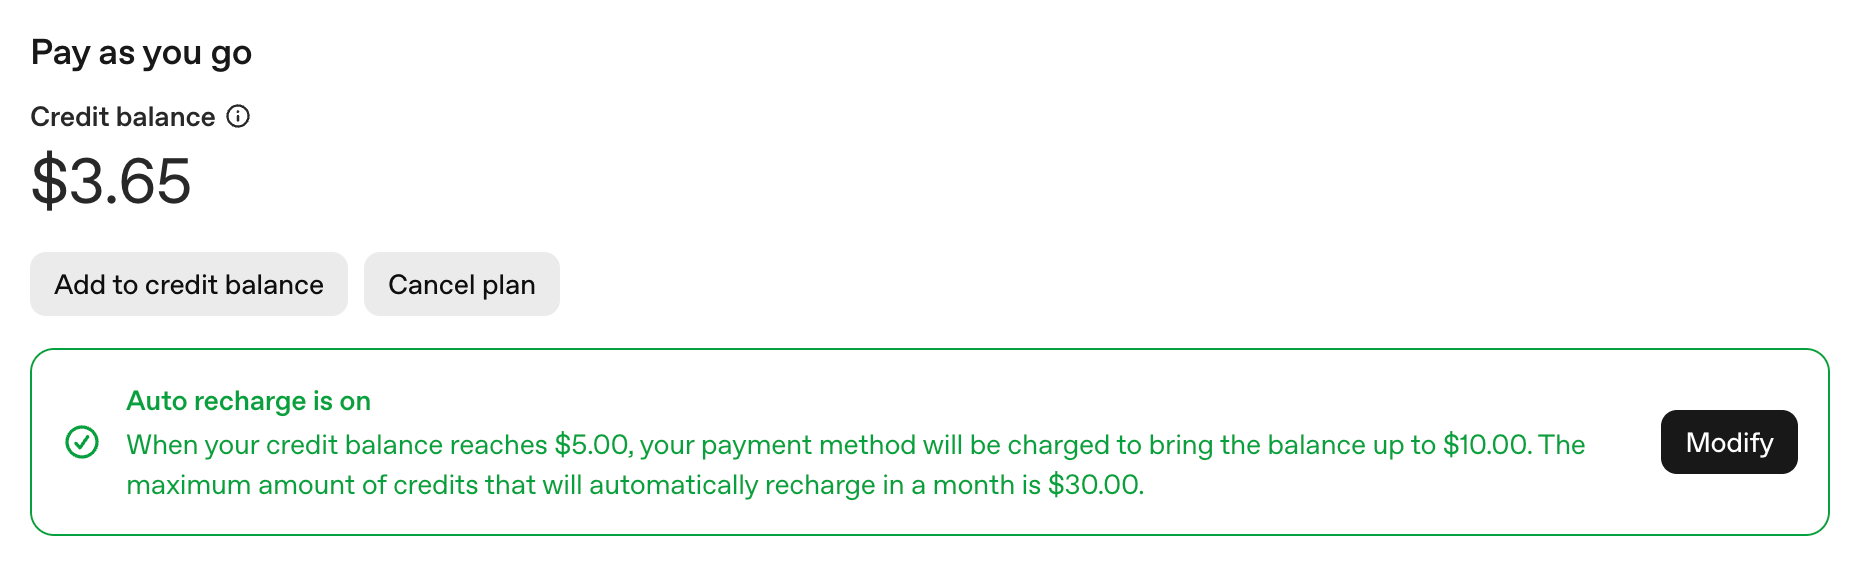 Pay as you go
Credit balance
$3.65
Add to credit balance
Cancel plan
Auto recharge is on
When your credit balance reaches $5.00, your payment method will be charged to bring the balance up to $10.00. The
maximum amount of credits that will automatically recharge in a month is $30.00.
Modify